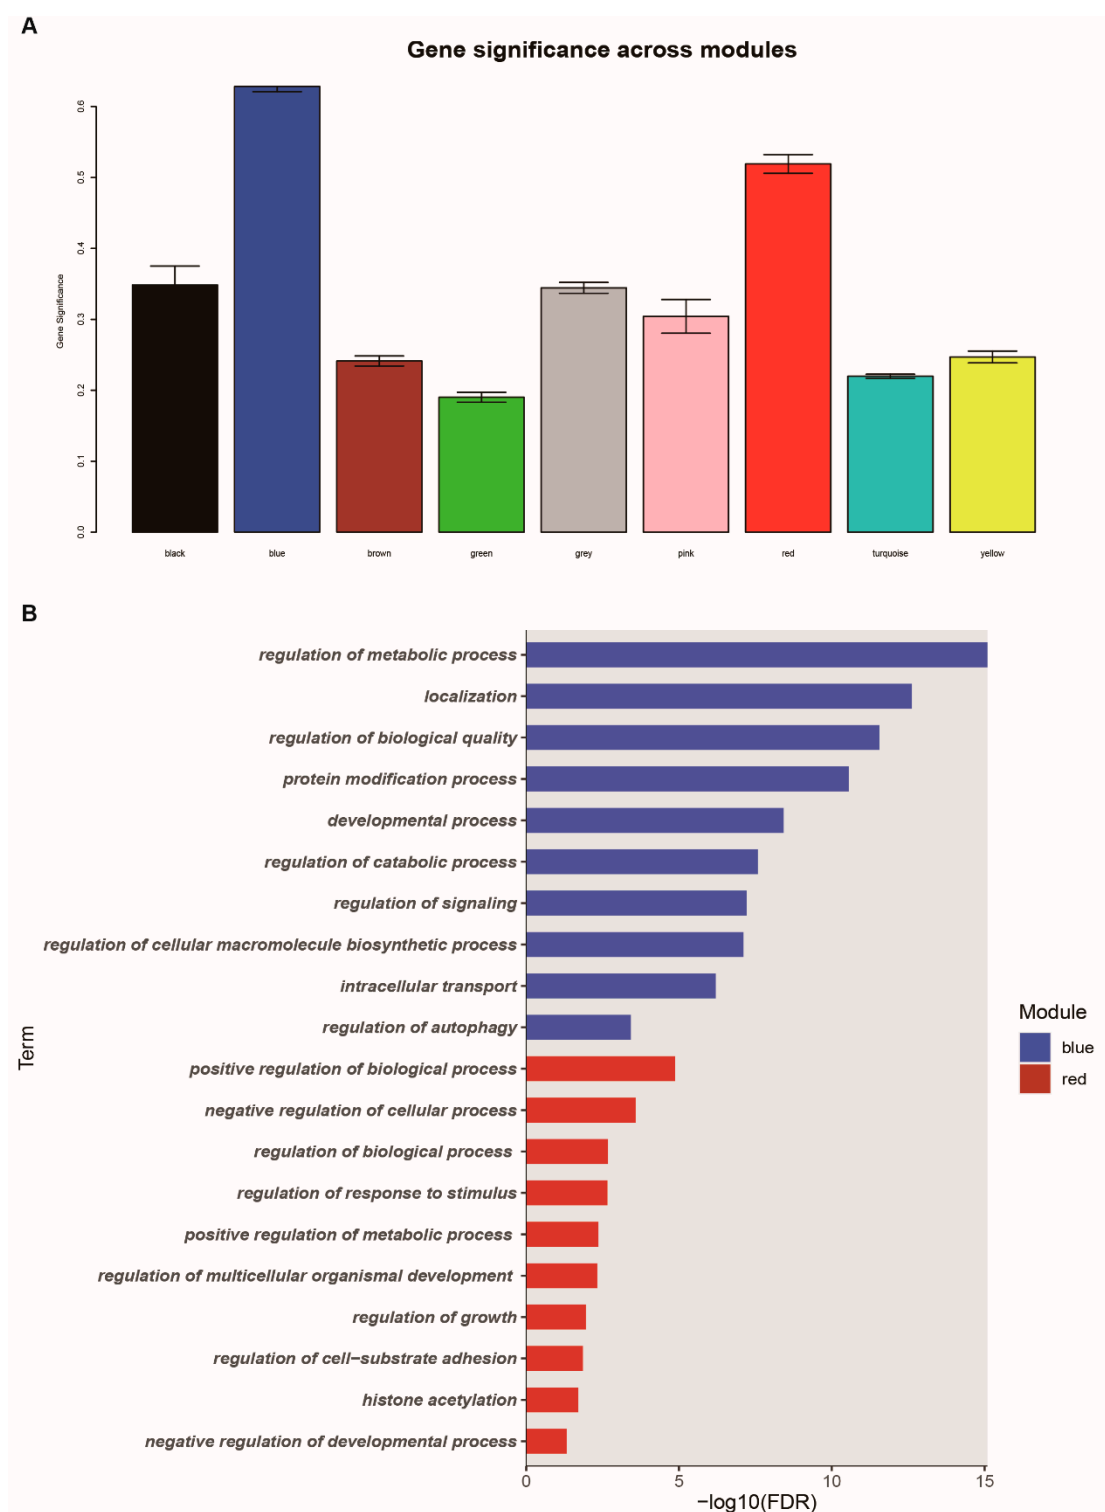 A
Gene significance across modules
Gene Significance
0.6
0.5
0.4
0.3
0.2
0.1
0.0
black blue brown green grey pink red turquoise yellow
B
Term
regulation of metabolic process
localization
regulation of biological quality
protein modification process
developmental process
regulation of catabolic process
regulation of signaling
regulation of cellular macromolecule biosynthetic process
intracellular transport
regulation of autophagy
positive regulation of biological process
negative regulation of cellular process
regulation of biological process
regulation of response to stimulus
positive regulation of metabolic process
regulation of multicellular organismal development
regulation of growth
regulation of cell−substrate adhesion
histone acetylation
negative regulation of developmental process
0 5 10 15
−log10(FDR)
Module
blue
red